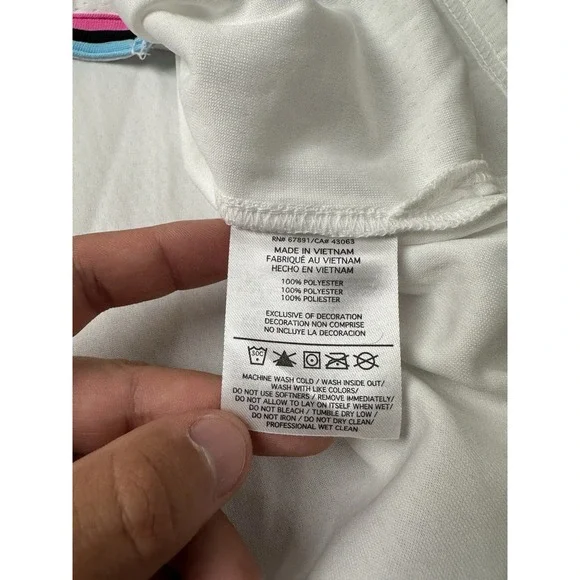 RN# 67891/CA# 43063
MADE IN VIETNAM
FABRIQUÉ AU VIETNAM
HECHO EN VIETNAM
100% POLYESTER
100% POLYESTER
100% POLIESTER
EXCLUSIVE OF DECORATION
DECORATION NON COMPRISE
NO INCLUYE LA DECORACION
MACHINE WASH COLD / WASH INSIDE OUT/
WASH WITH LIKE COLORS/
DO NOT USE SOFTNERS / REMOVE IMMEDIATELY/
DO NOT ALLOW TO LAY ON ITSELF WHEN WET/
DO NOT BLEACH / TUMBLE DRY LOW /
DO NOT IRON / DO NOT DRY CLEAN/
PROFESSIONAL WET CLEAN